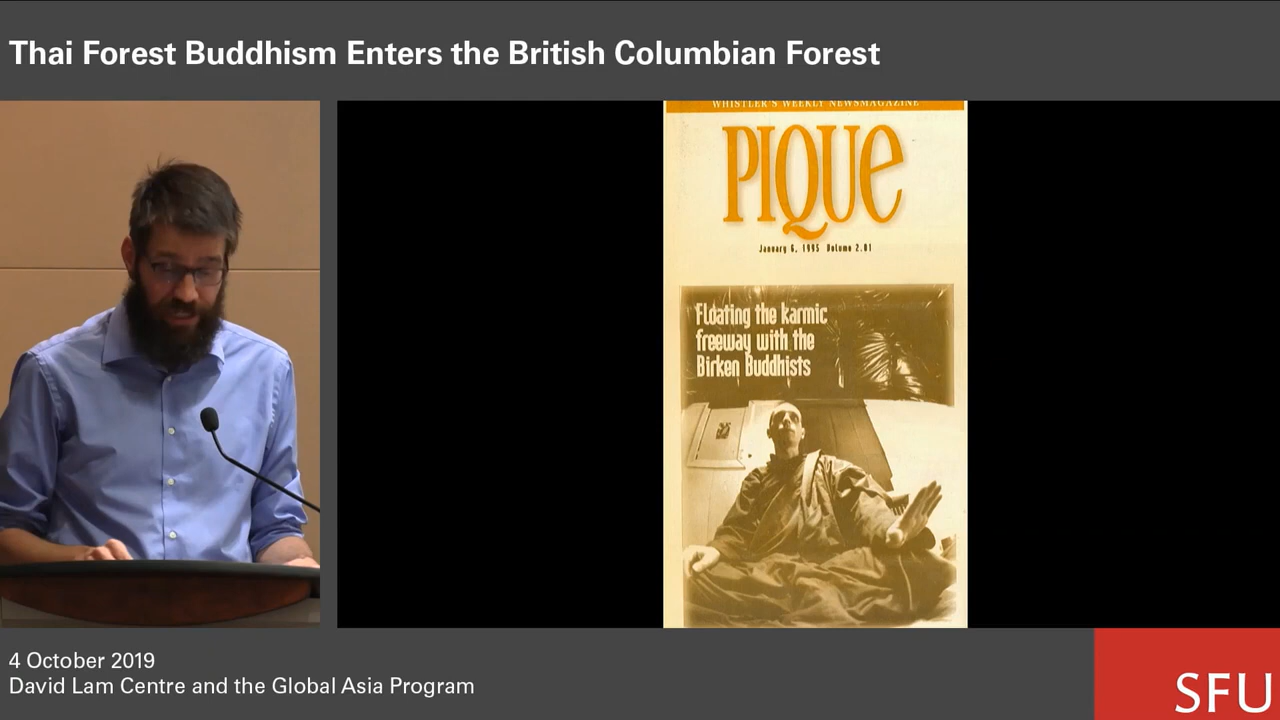 Thai Forest Buddhism Enters the British Columbian Forest
WHISTLER'S WEEKLY NEWSMAGAZINE
PIQUE
January 6, 1995 Volume 2.01
Floating the karmic
freeway with the
Birken Buddhists
4 October 2019
David Lam Centre and the Global Asia Program
SFU